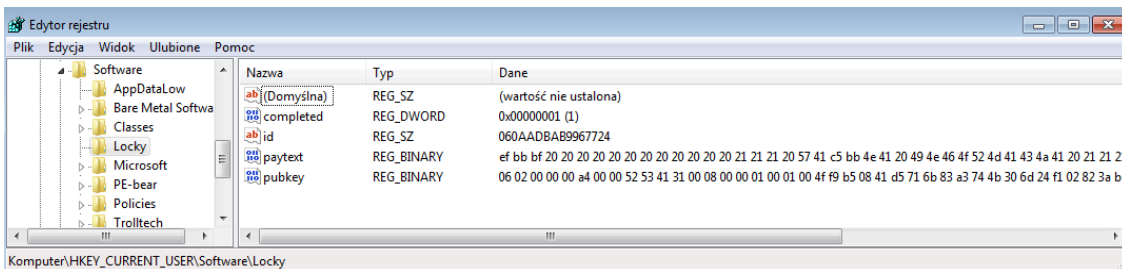 Edytor rejestru
Plik Edycja Widok Ulubione Pomoc
Software
AppDataLow
Bare Metal Softwa
Classes
Locky
Microsoft
PE-bear
Policies
Trolltech
Nazwa Typ Dane
(Domyślna) REG_SZ (wartość nie ustalona)
completed REG_DWORD 0x00000001 (1)
id REG_SZ 060AADBAB9967724
paytext REG_BINARY ef bb bf 20 20 20 20 20 20 20 20 20 20 20 20 20 21 21 21 20 57 41 c5 bb 4e 41 20 49 4e 46 4f 52 4d 41 43 4a 41 20 21 21 2
pubkey REG_BINARY 06 02 00 00 00 a4 00 00 52 53 41 31 00 08 00 00 01 00 01 00 4f f9 b5 08 41 d5 71 6b 83 a3 74 4b 30 6d 24 f1 02 82 3a b
Komputer\HKEY_CURRENT_USER\Software\Locky